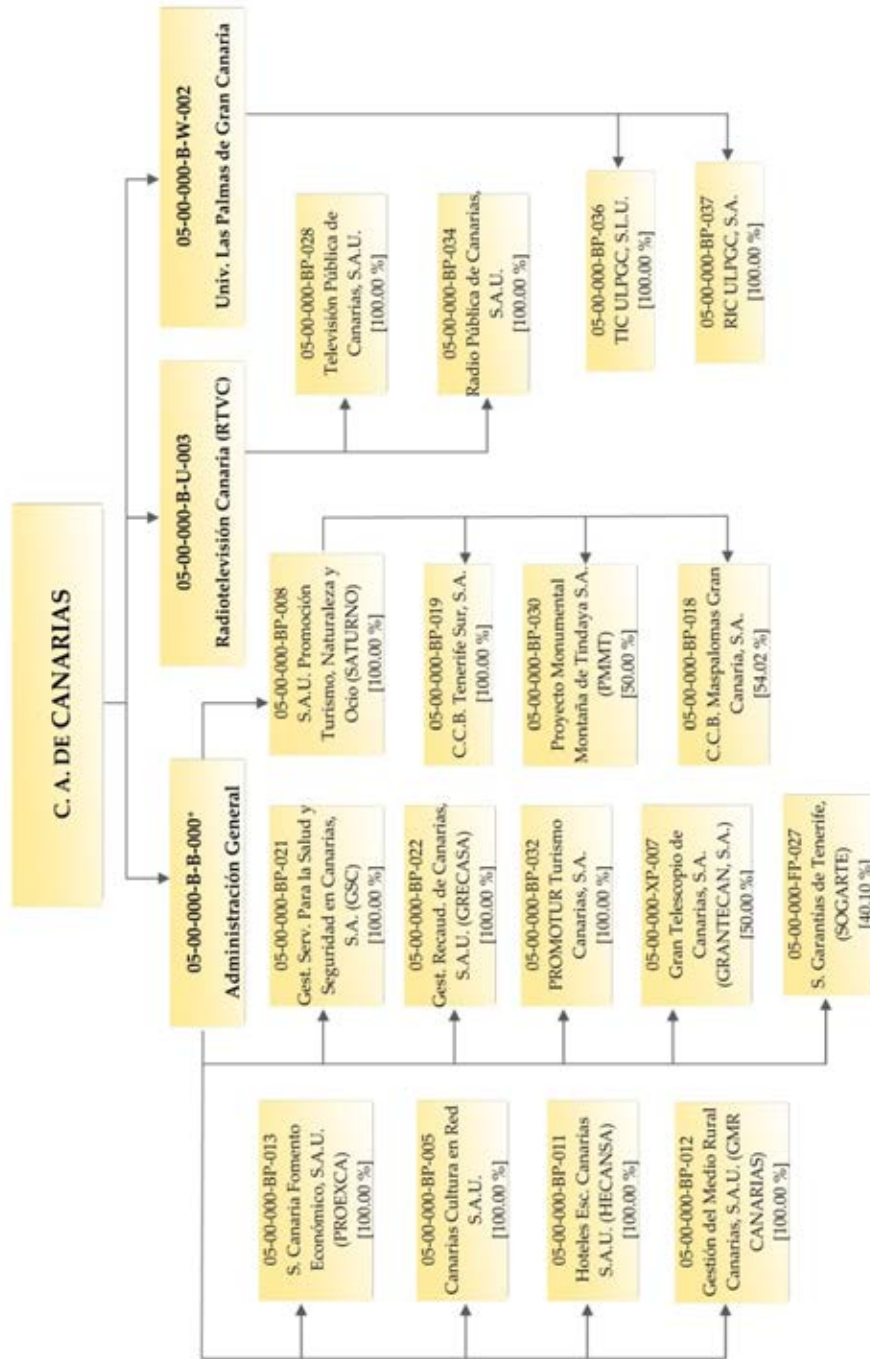 C. A. DE CANARIAS
05-00-000-B-B-000*
Administración General
05-00-000-B-U-003
Radiotelevisión Canaria (RTVC)
05-00-000-B-W-002
Univ. Las Palmas de Gran Canaria
05-00-000-BP-013
S. Canaria Fomento
Económico, S.A.U.
(PROEXCA)
[100.00 %]
05-00-000-BP-005
Canarias Cultura en Red
S.A.U.
[100.00 %]
05-00-000-BP-011
Hoteles Esc. Canarias
S.A.U. (HECANSA)
[100.00 %]
05-00-000-BP-012
Gestión del Medio Rural
Canarias, S.A.U. (GMR
CANARIAS)
[100.00 %]
05-00-000-BP-021
Gest. Serv. Para la Salud y
Seguridad en Canarias,
S.A. (GSC)
[100.00 %]
05-00-000-BP-022
Gest. Recaud. de Canarias,
S.A.U. (GRECASA)
[100.00 %]
05-00-000-BP-032
PROMOTUR Turismo
Canarias, S.A.
[100.00 %]
05-00-000-XP-007
Gran Telescopio de
Canarias, S.A.
(GRANTECAN, S.A.)
[50.00 %]
05-00-000-FP-027
S. Garantías de Tenerife,
(SOGARTE)
[40.10 %]
05-00-000-BP-008
S.A.U. Promoción
Turismo, Naturaleza y
Ocio (SATURNO)
[100.00 %]
05-00-000-BP-019
C.C.B. Tenerife Sur, S.A.
[100.00 %]
05-00-000-BP-030
Proyecto Monumental
Montaña de Tindaya S.A.
(PMMT)
[50.00 %]
05-00-000-BP-018
C.C.B. Maspalomas Gran
Canaria, S.A.
[54.02 %]
05-00-000-BP-028
Televisión Pública de
Canarias, S.A.U.
[100.00 %]
05-00-000-BP-034
Radio Pública de Canarias,
S.A.U.
[100.00 %]
05-00-000-BP-036
TIC ULPGC, S.L.U.
[100.00 %]
05-00-000-BP-037
RIC ULPGC, S.A.
[100.00 %]